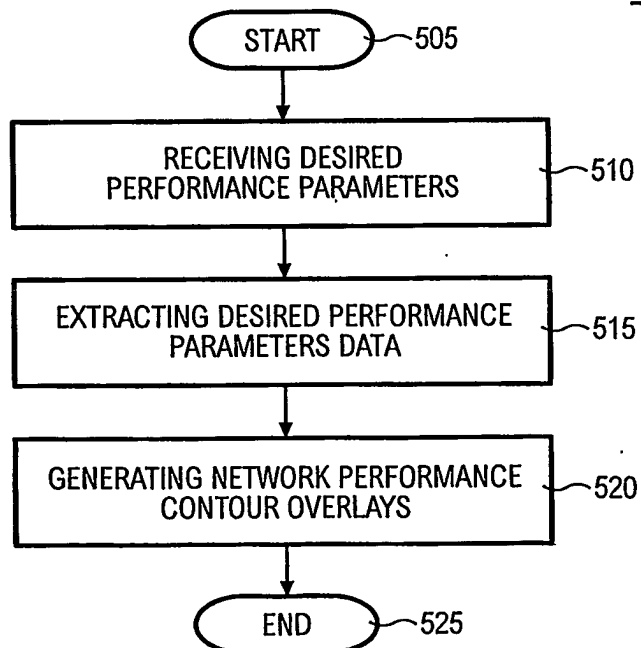 START
505
RECEIVING DESIRED
PERFORMANCE PARAMETERS
510
EXTRACTING DESIRED PERFORMANCE
PARAMETERS DATA
515
GENERATING NETWORK PERFORMANCE
CONTOUR OVERLAYS
520
END
525